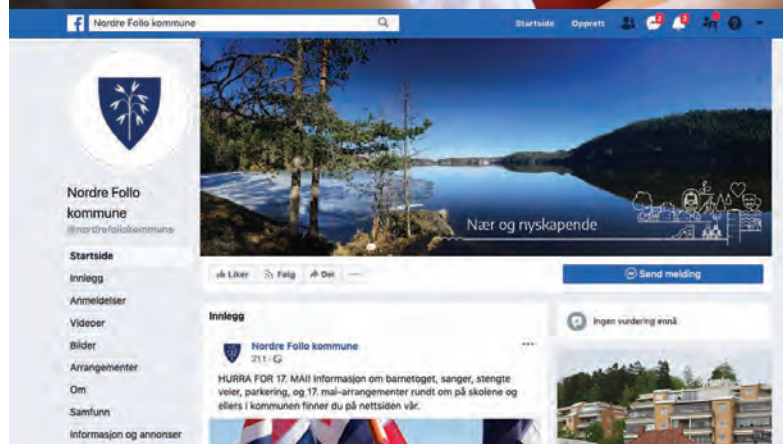 Nordre Follo kommune
Startside
Opprett
Nordre Follo
kommune
@nordrefollokommune
Startside
Innlegg
Anmeldelser
Videoer
Bilder
Arrangementer
Om
Samfunn
Informasjon og annonser
Nær og nyskapende
Liker
Følg
Del
Send melding
Innlegg
Nordre Follo kommune
21 t
HURRA FOR 17. MAI! Informasjon om barnetoget, sanger, stengte
veier, parkering, og 17. mai-arrangementer rundt om på skolene og
ellers i kommunen finner du på nettsiden vår.
Ingen vurdering ennå